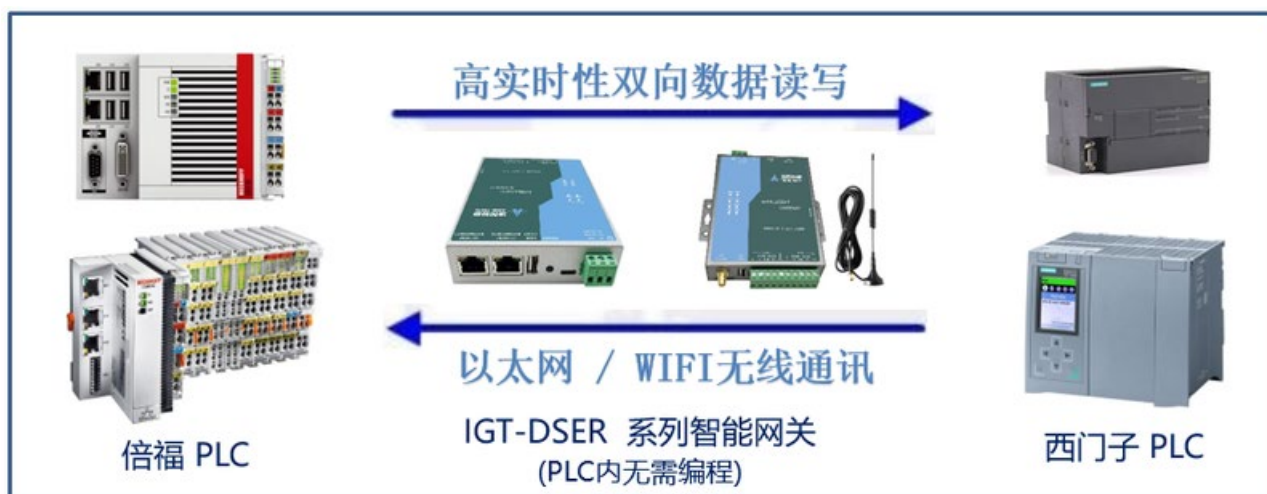 高实时性双向数据读写
以太网 / WIFI无线通讯
倍福 PLC
IGT-DSER 系列智能网关
(PLC内无需编程)
西门子 PLC